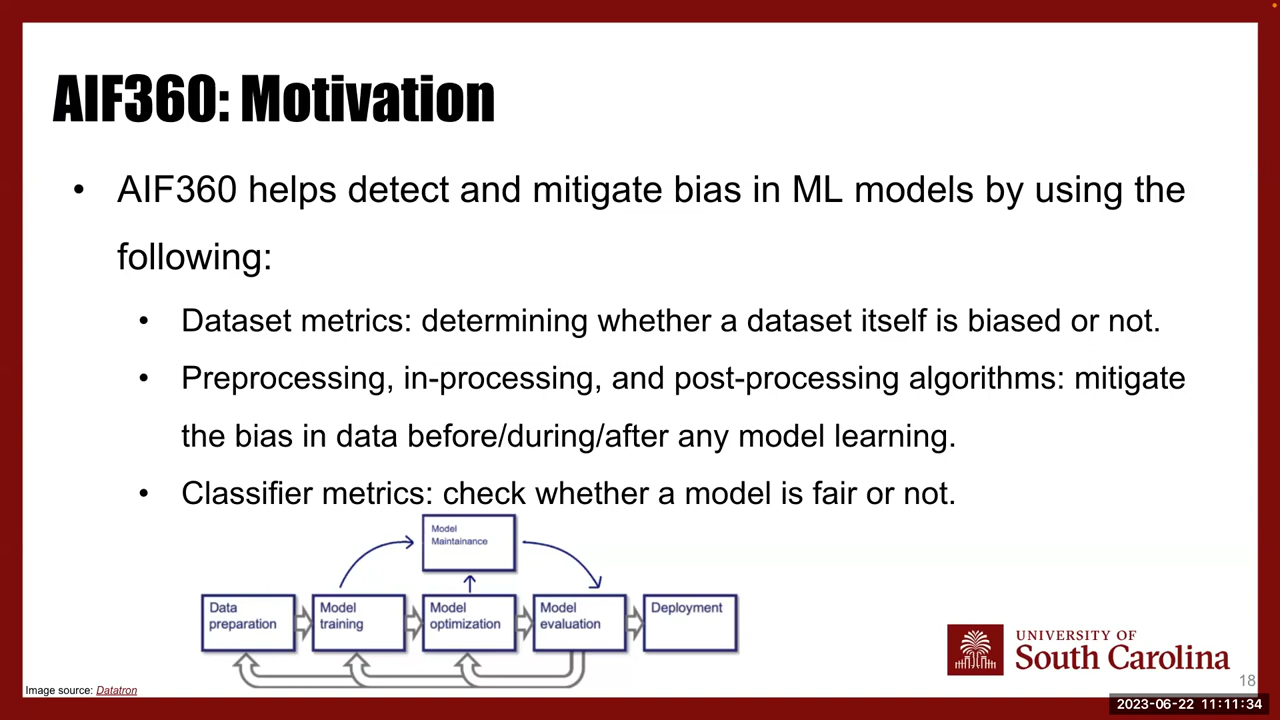 AIF360: Motivation
• AIF360 helps detect and mitigate bias in ML models by using the
following:
• Dataset metrics: determining whether a dataset itself is biased or not.
• Preprocessing, in-processing, and post-processing algorithms: mitigate
the bias in data before/during/after any model learning.
• Classifier metrics: check whether a model is fair or not.
Model
Maintainance
Data
preparation
Model
training
Model
optimization
Model
evaluation
Deployment
UNIVERSITY OF
South Carolina
18
Image source: Datatron
2023-06-22 11:11:34